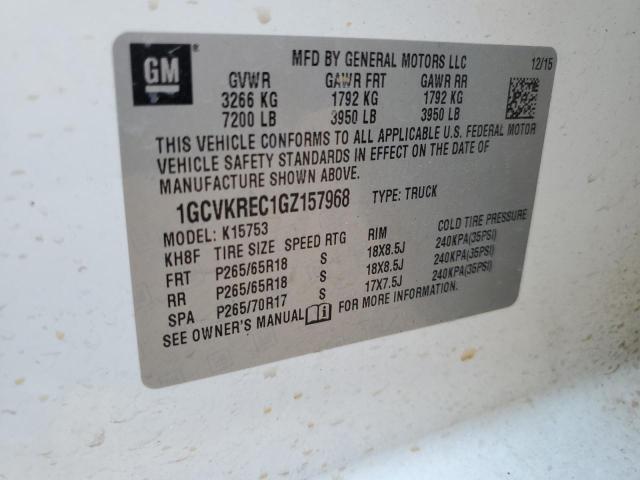 GM
MFD BY GENERAL MOTORS LLC 12/15
GVWR GAWR FRT GAWR RR
3266 KG 1792 KG 1792 KG
7200 LB 3950 LB 3950 LB
THIS VEHICLE CONFORMS TO ALL APPLICABLE U.S. FEDERAL MOTOR
VEHICLE SAFETY STANDARDS IN EFFECT ON THE DATE OF
MANUFACTURE SHOWN ABOVE.
1GCVKREC1GZ157968 TYPE: TRUCK
MODEL: K15753
KH8F TIRE SIZE SPEED RTG RIM COLD TIRE PRESSURE
FRT P265/65R18 S 18X8.5J 240KPA(35PSI)
RR P265/65R18 S 18X8.5J 240KPA(35PSI)
SPA P265/70R17 S 17X7.5J 240KPA(35PSI)
SEE OWNER'S MANUAL FOR MORE INFORMATION.